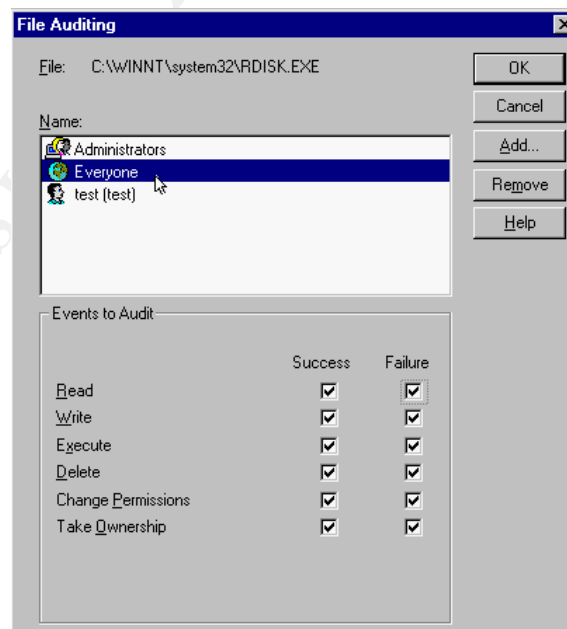 File Auditing
File: C:\WINNT\system32\RDISK.EXE
OK
Cancel
Name:
Add...
Administrators
Everyone
Remove
test (test)
Help
Events to Audit
Success Failure
Read
Write
Execute
Delete
Change Permissions
Take Ownership